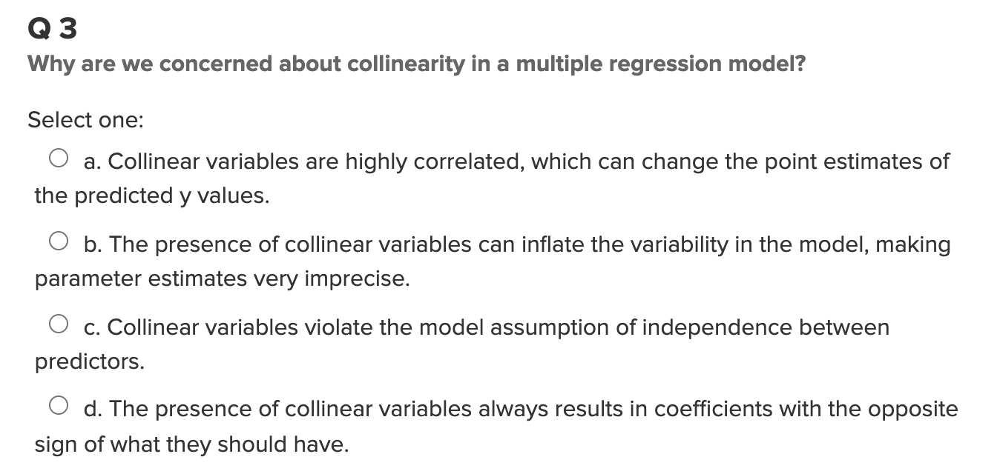 Q 3
Why are we concerned about collinearity in a multiple regression model?
Select one:
a. Collinear variables are highly correlated, which can change the point estimates of
the predicted y values.
b. The presence of collinear variables can inflate the variability in the model, making
parameter estimates very imprecise.
c. Collinear variables violate the model assumption of independence between
predictors.
d. The presence of collinear variables always results in coefficients with the opposite
sign of what they should have.